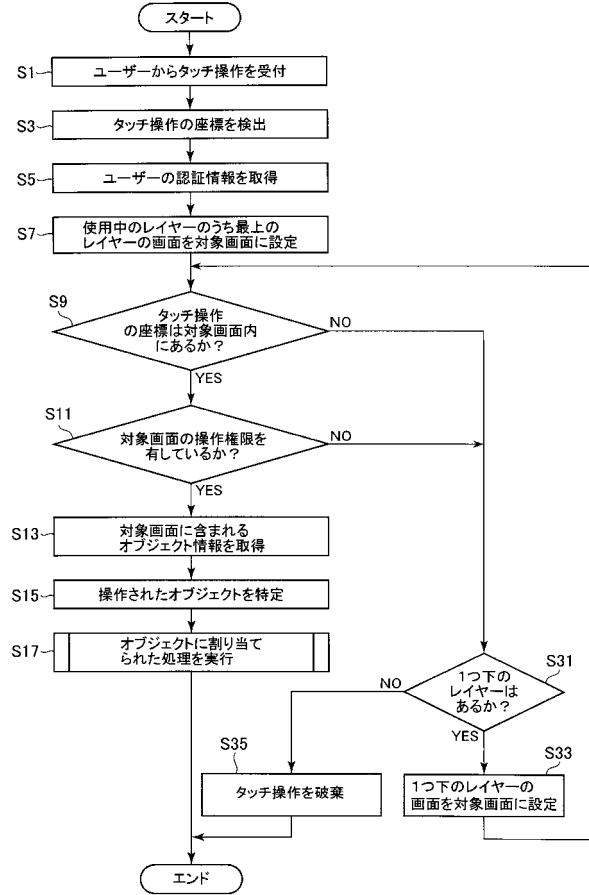 スタート
S1
ユーザーからタッチ操作を受付
S3
タッチ操作の座標を検出
S5
ユーザーの認証情報を取得
S7
使用中のレイヤーのうち最上の
レイヤーの画面を対象画面に設定
S9
タッチ操作
の座標は対象画面内
にあるか？
NO
YES
S11
対象画面の操作権限を
有しているか？
NO
YES
S13
対象画面に含まれる
オブジェクト情報を取得
S15
操作されたオブジェクトを特定
S17
オブジェクトに割り当て
られた処理を実行
S31
1つ下の
レイヤーは
あるか？
NO
YES
S35
タッチ操作を破棄
S33
1つ下のレイヤーの
画面を対象画面に設定
エンド